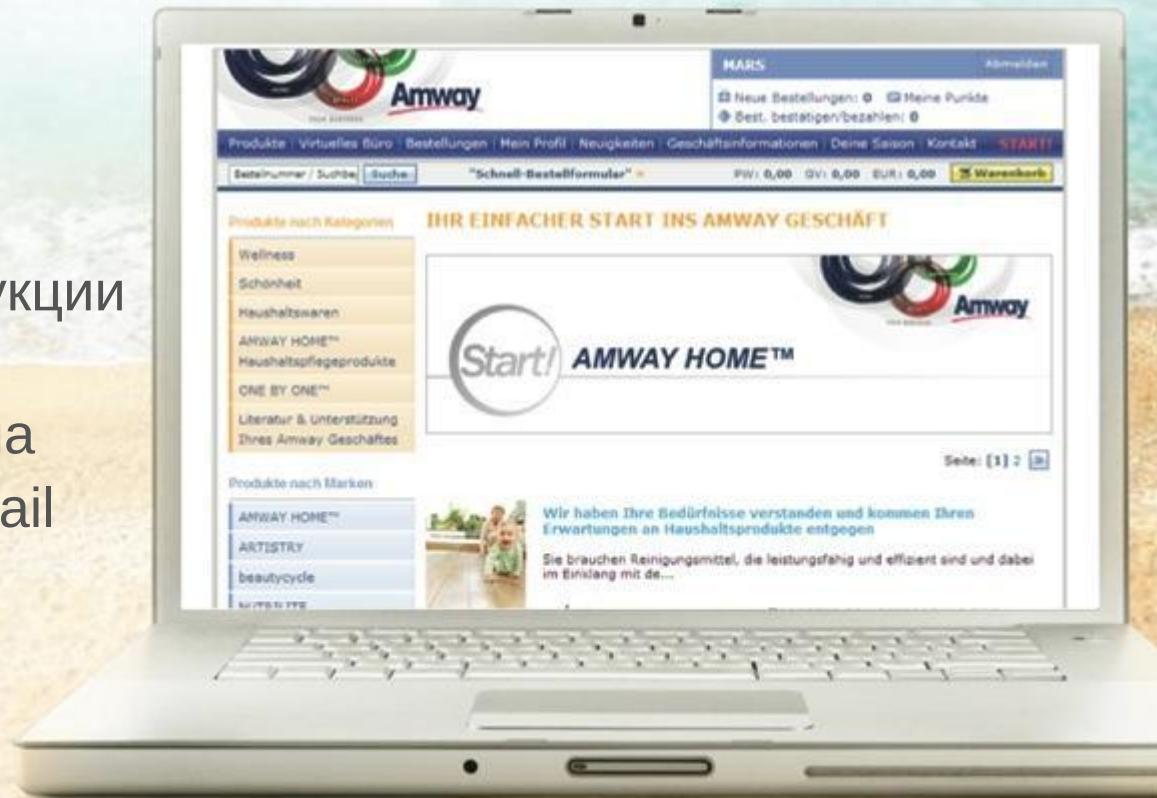 укции
а
ail
Amway
MARS
Abmelden
Neue Bestellungen: 0 Meine Punkte
Best. bestätigen/bezahlen: 0
Produkte Virtuelles Büro Bestellungen Mein Profil Neuigkeiten Geschäftsinformationen Deine Saison Kontakt START!
Bestellnummer / Suchbe Suche "Schnell-Bestellformular" PW: 0,00 GV: 0,00 EUR: 0,00 Warenkorb
Produkte nach Kategorien
Wellness
Schönheit
Haushaltswaren
AMWAY HOME™
Haushaltspflegeprodukte
ONE BY ONE™
Literatur & Unterstützung
Ihres Amway Geschäftes
Produkte nach Marken
AMWAY HOME™
ARTISTRY
beautycycle
NUTRILITE
IHR EINFACHER START INS AMWAY GESCHÄFT
Amway
Start! AMWAY HOME™
Seite: [1] 2
Wir haben Ihre Bedürfnisse verstanden und kommen Ihren
Erwartungen an Haushaltsprodukte entgegen
Sie brauchen Reinigungsmittel, die leistungsfähig und effizient sind und dabei
im Einklang mit de...